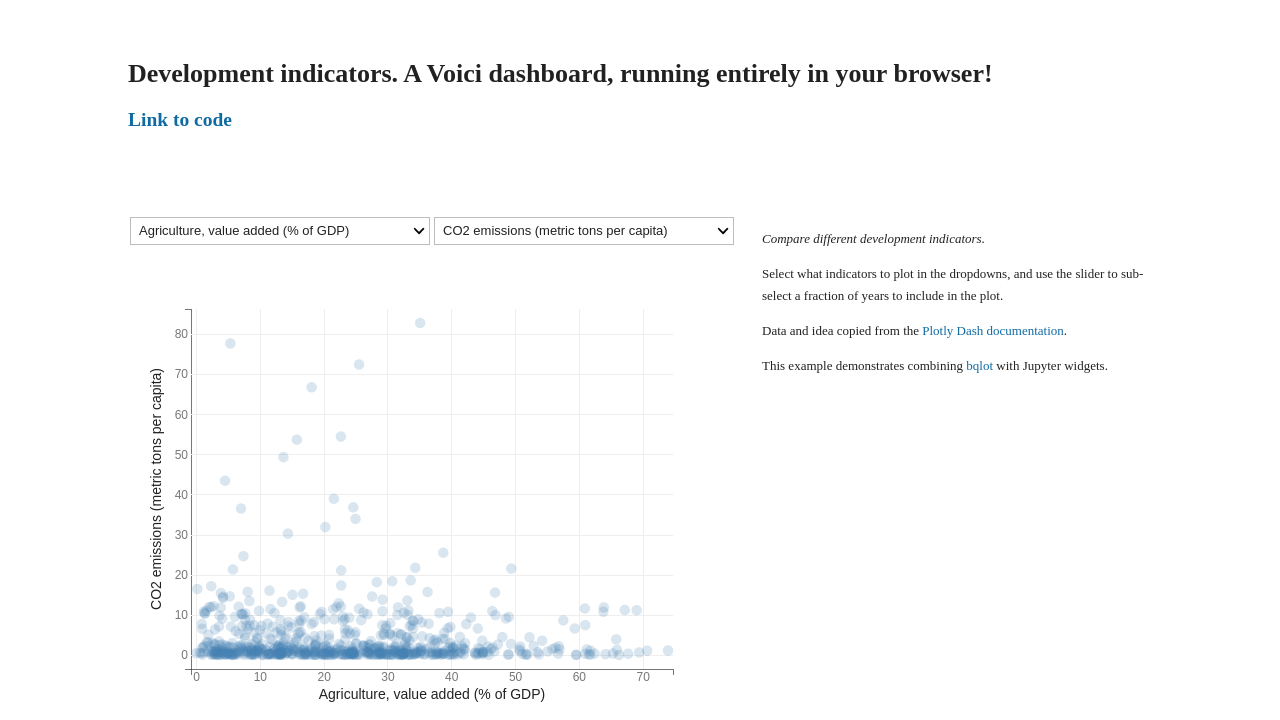 Development indicators. A Voici dashboard, running entirely in your browser!
Link to code
Agriculture, value added (% of GDP)
CO2 emissions (metric tons per capita)
Compare different development indicators.
Select what indicators to plot in the dropdowns, and use the slider to sub-
select a fraction of years to include in the plot.
Data and idea copied from the Plotly Dash documentation.
This example demonstrates combining bqlot with Jupyter widgets.
CO2 emissions (metric tons per capita)
80
70
60
50
40
30
20
10
0
0 10 20 30 40 50 60 70
Agriculture, value added (% of GDP)